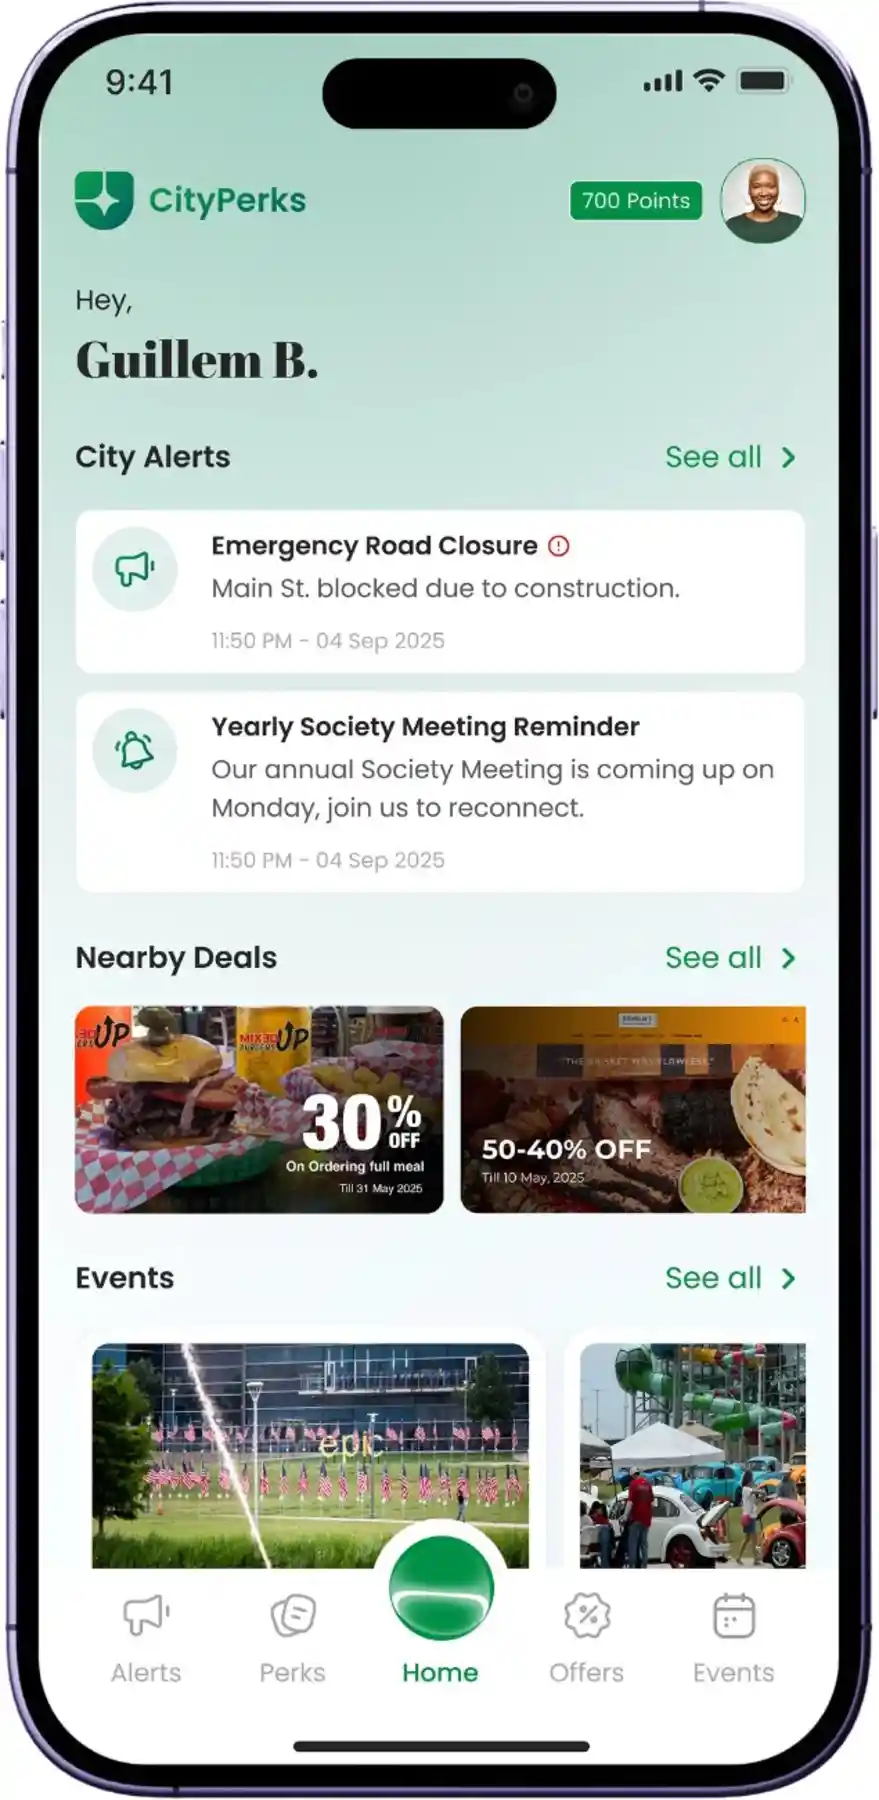 9:41
CityPerks
700 Points
Hey,
Guillem B.
City Alerts
See all
Emergency Road Closure
Main St. blocked due to construction.
11:50 PM - 04 Sep 2025
Yearly Society Meeting Reminder
Our annual Society Meeting is coming up on
Monday, join us to reconnect.
11:50 PM - 04 Sep 2025
Nearby Deals
See all
UP
MIX3D UP
BURGERS
30% OFF
On Ordering full meal
Till 31 May 2025
50-40% OFF
Till 10 May, 2025
Events
See all
epic
Alerts
Perks
Home
Offers
Events